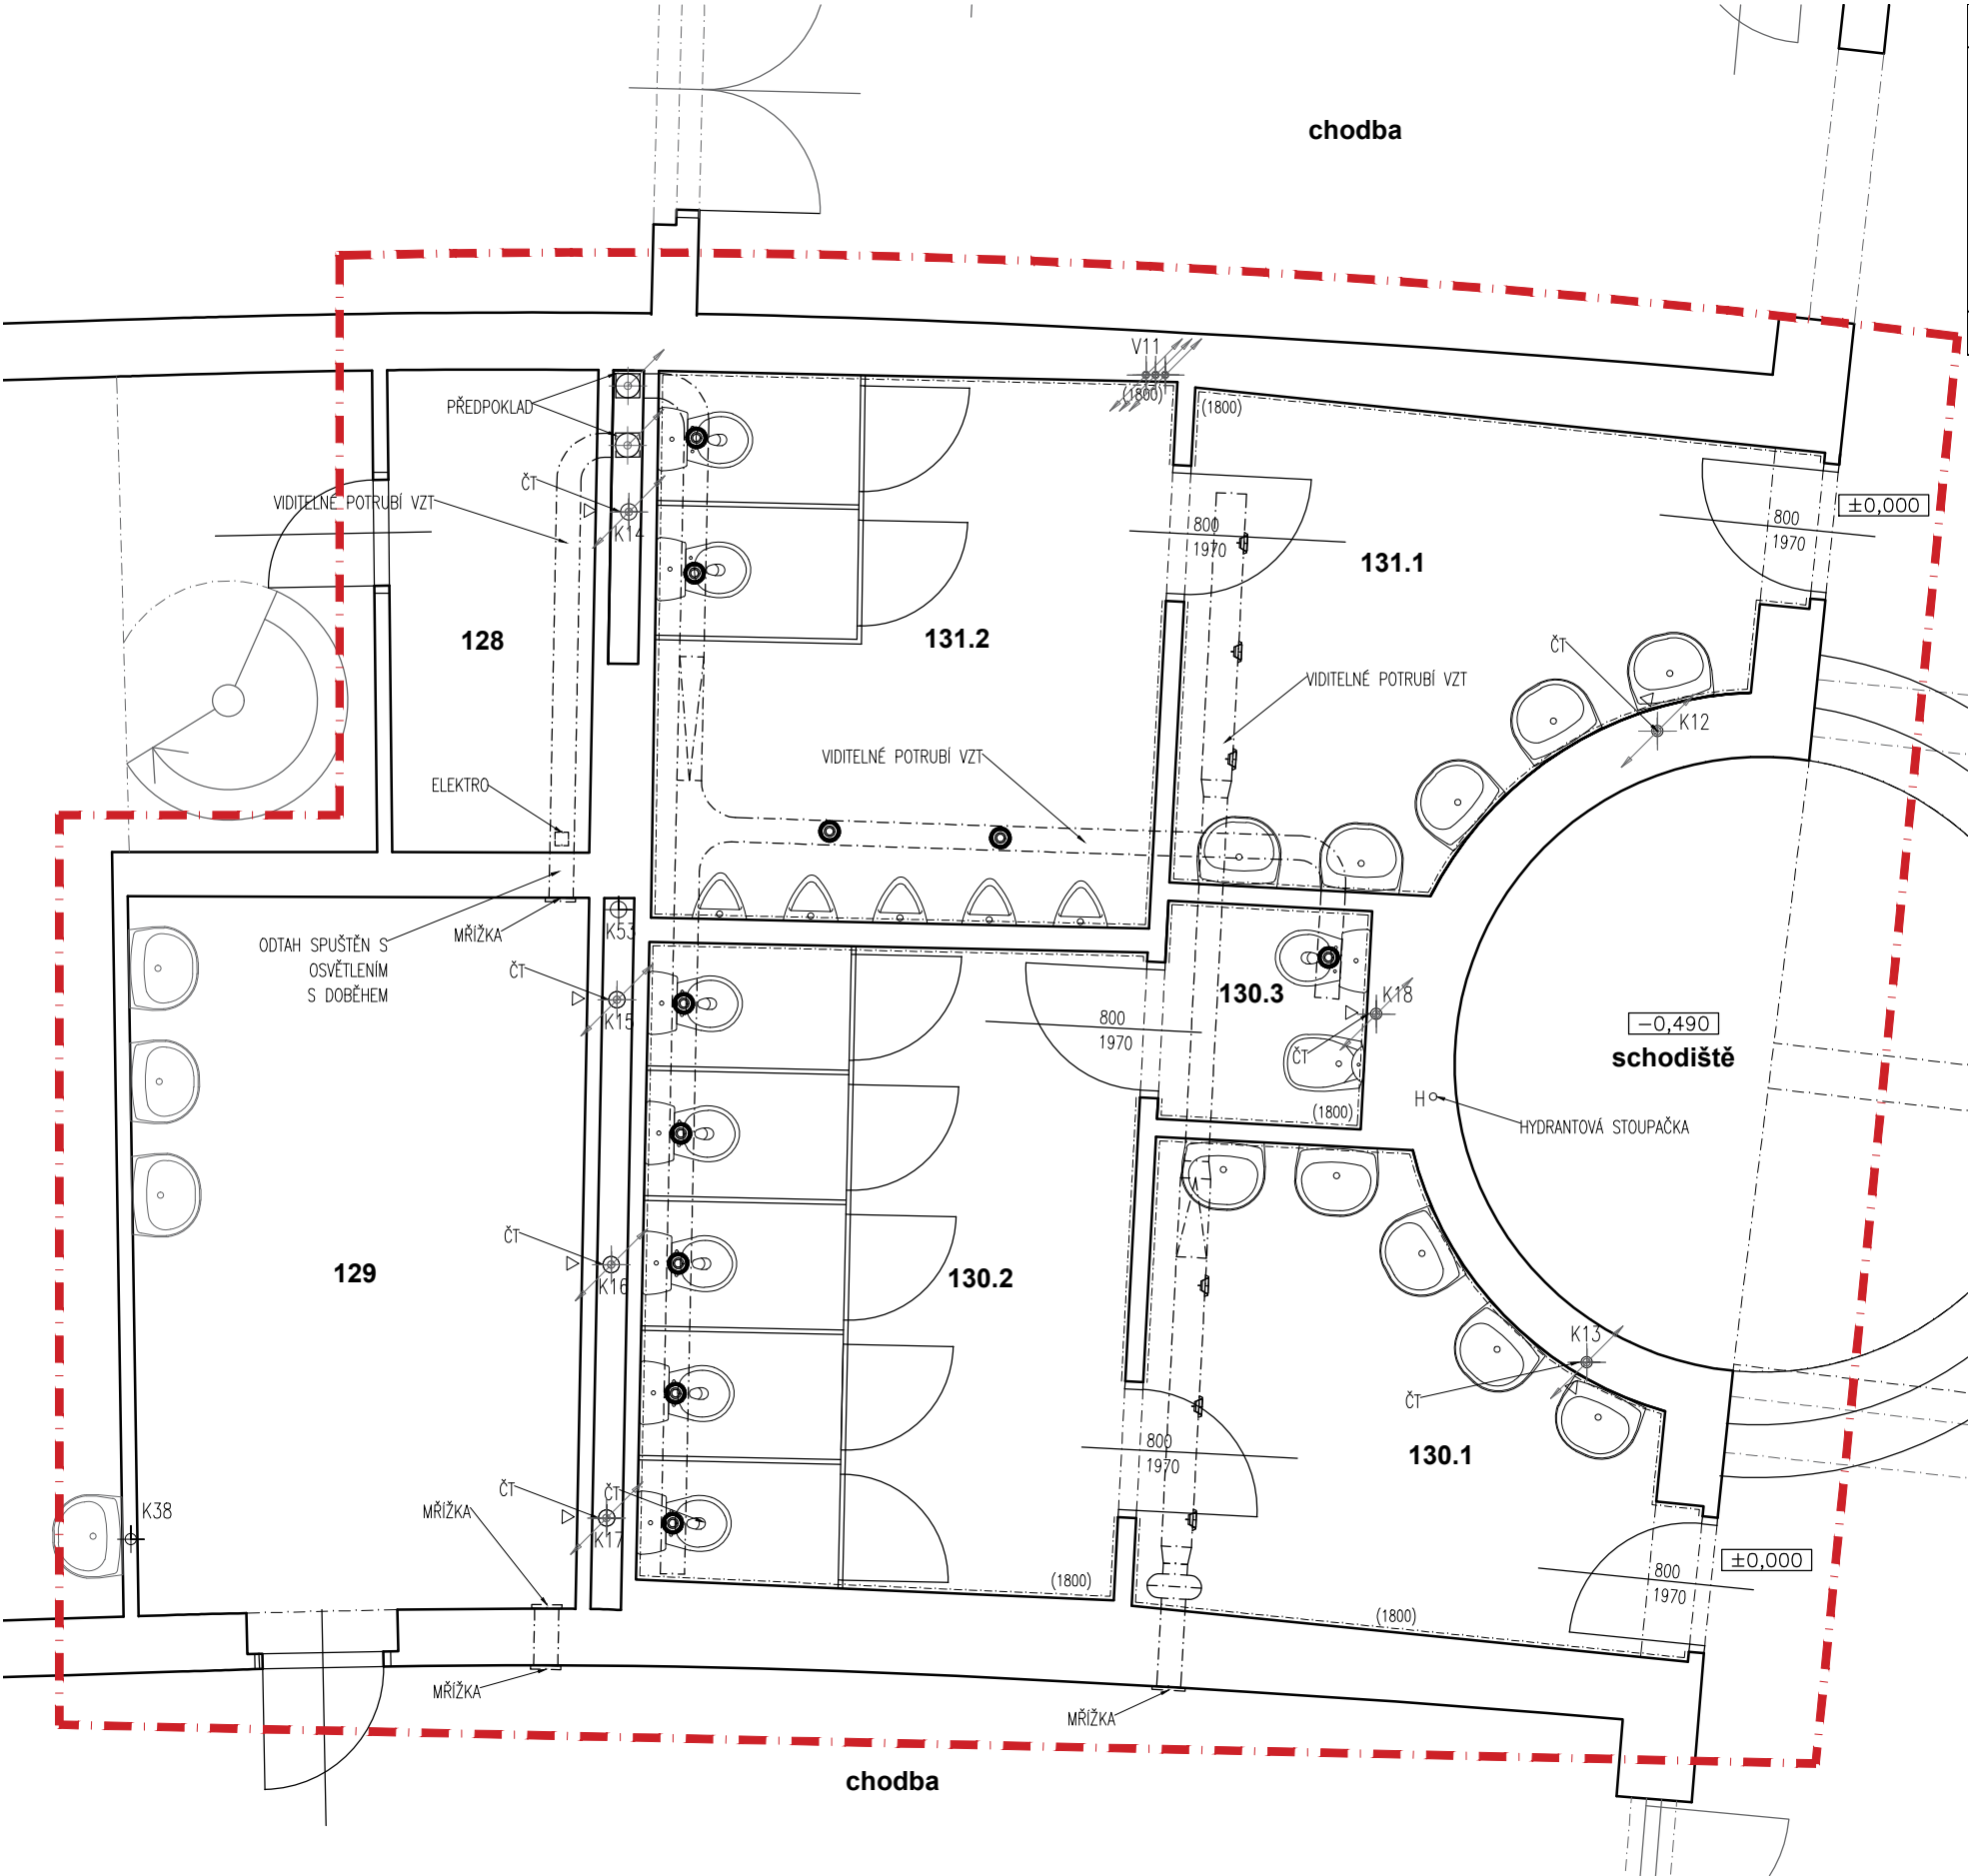 chodba
V11
(1800)
(1800)
PŘEDPOKLAD
ČT
VIDITELNÉ POTRUBÍ VZT
K14
800
1970
131.1
800
1970
±0,000
128
131.2
ČT
VIDITELNÉ POTRUBÍ VZT
K12
VIDITELNÉ POTRUBÍ VZT
ELEKTRO
ODTAH SPUŠTĚN S
OSVĚTLENÍM
S DOBĚHEM
MŘÍŽKA
K53
ČT
K15
130.3
K18
800
1970
ČT
−0,490
schodiště
(1800)
H
HYDRANTOVÁ STOUPAČKA
ČT
129
K16
130.2
K13
ČT
800
1970
130.1
ČT
ČT
K38
MŘÍŽKA
K17
±0,000
(1800)
800
1970
(1800)
MŘÍŽKA
MŘÍŽKA
chodba